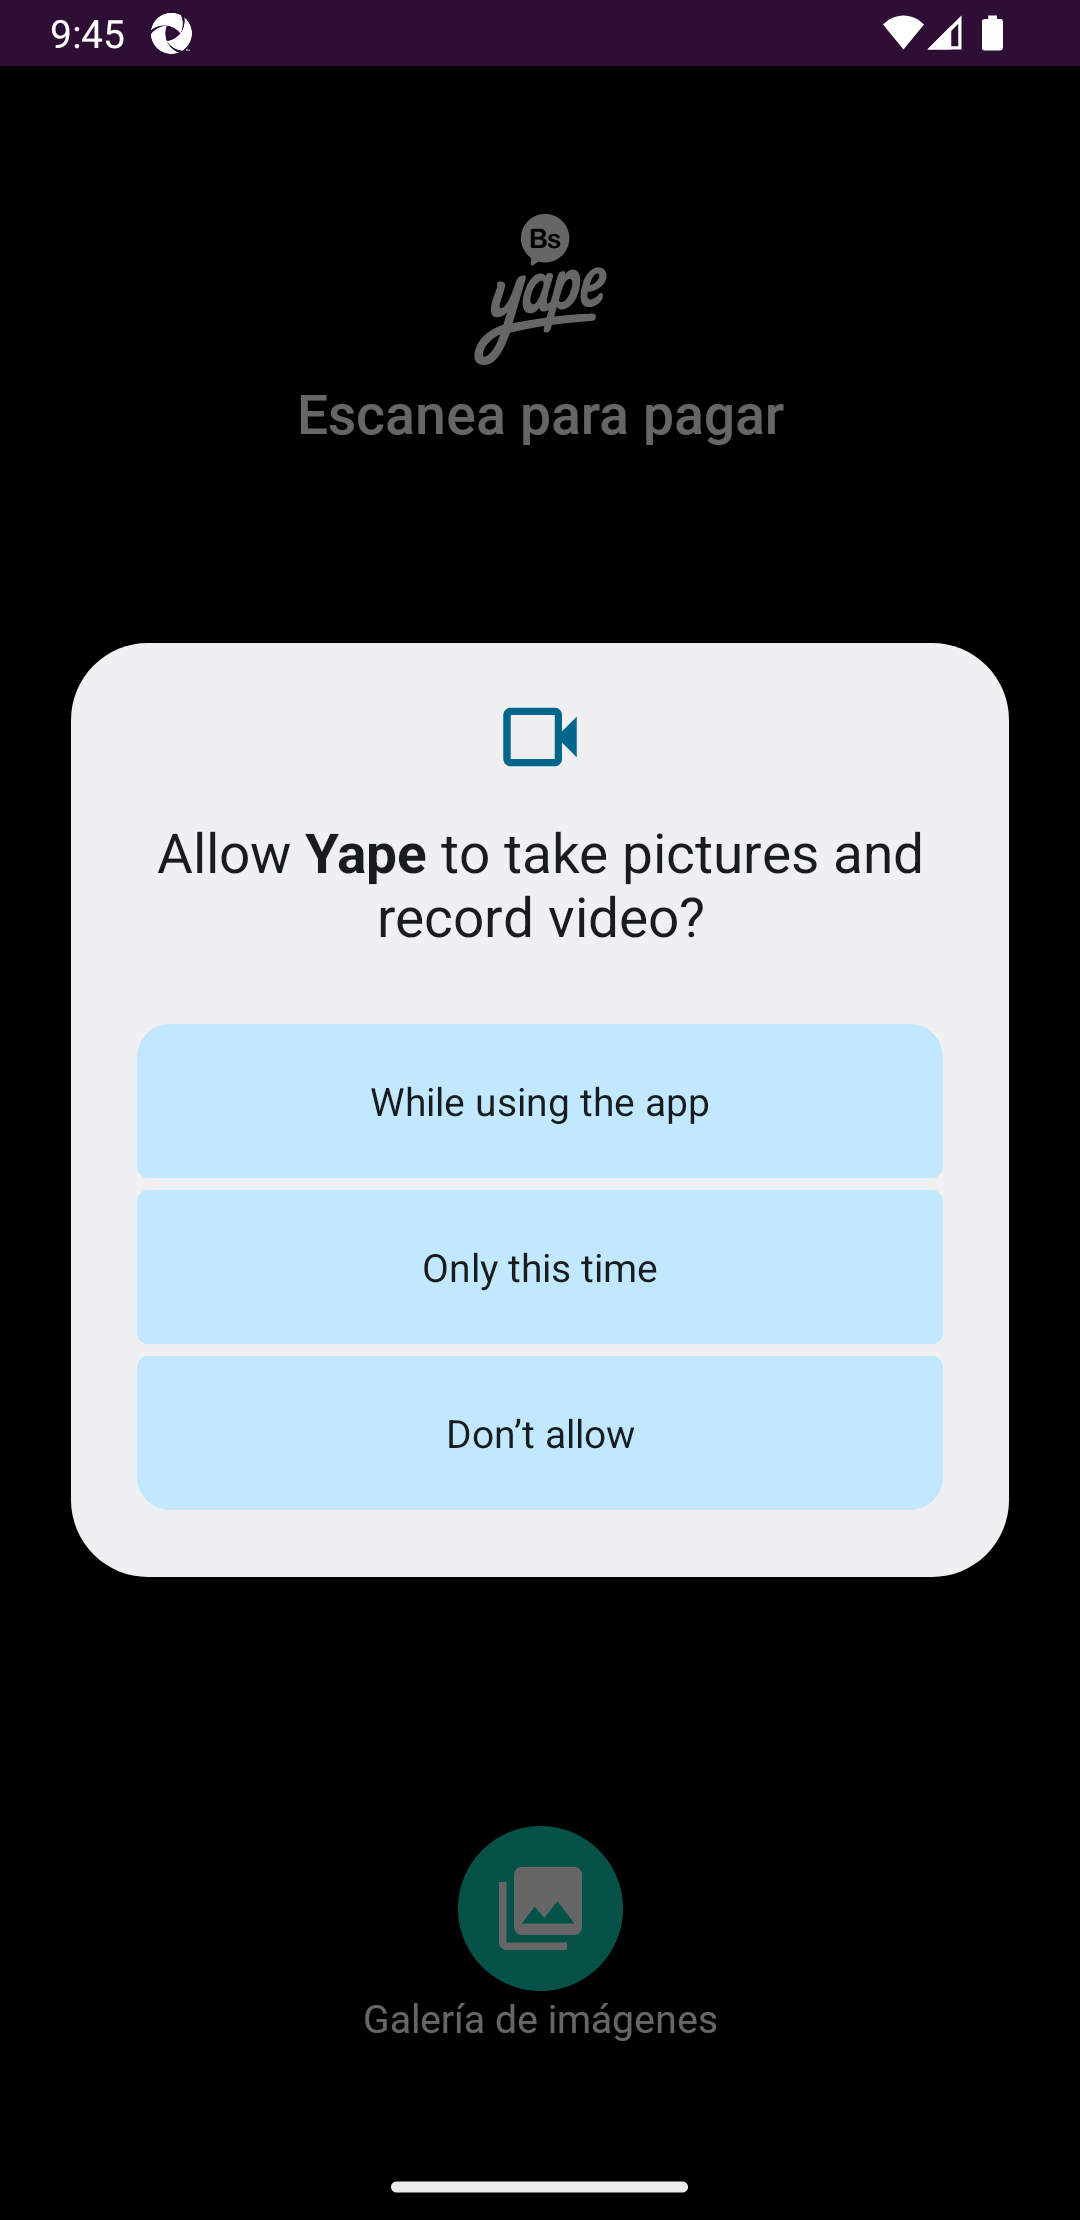 9:45
Bs
yape
Escanea para pagar
Allow Yape to take pictures and
record video?
While using the app
Only this time
Don’t allow
Galería de imágenes